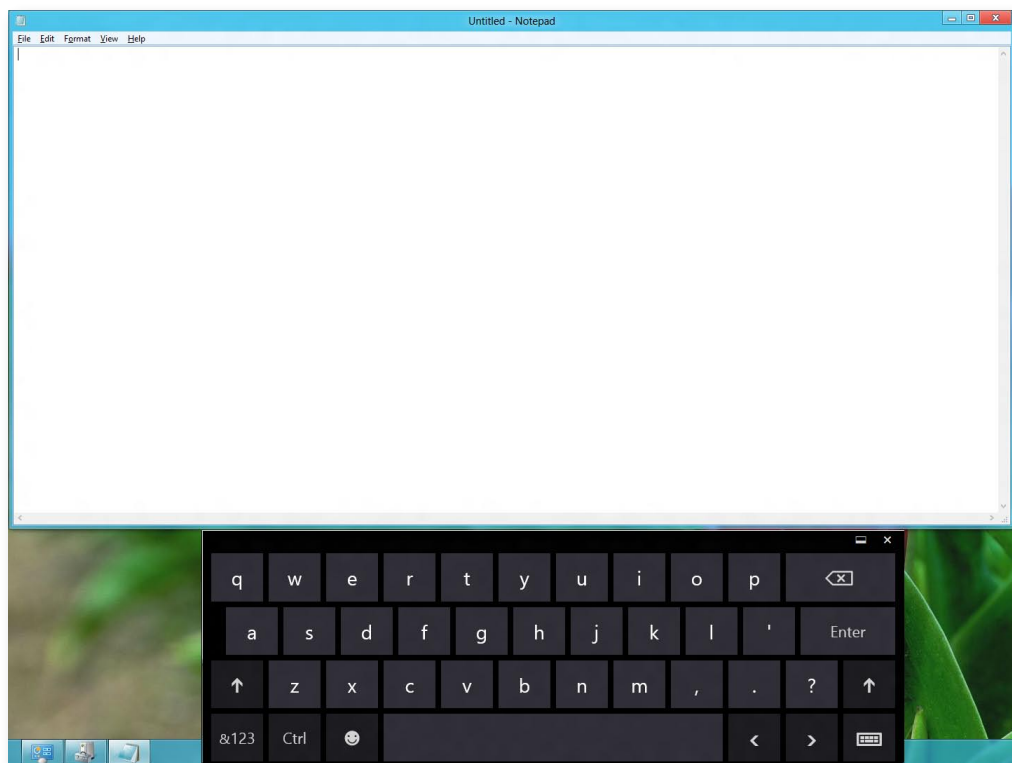 Untitled - Notepad
File Edit Format View Help
q w e r t y u i o p
a s d f g h j k l ' Enter
z x c v b n m , . ?
&123 Ctrl < >